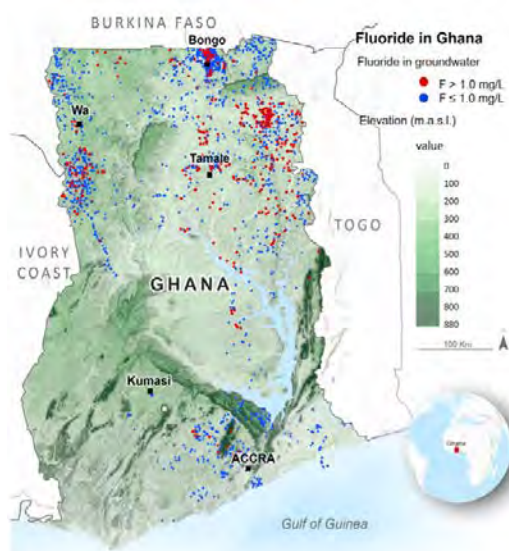 BURKINA FASO
Bongo
Wa
Tamale
IVORY
COAST
GHANA
TOGO
Kumasi
ACCRA
Gulf of Guinea
Fluoride in Ghana
Fluoride in groundwater
F > 1.0 mg/L
F ≤ 1.0 mg/L
Elevation (m.a.s.l.)
value
0
100
200
300
400
500
600
700
800
880
100 Km
Ghana